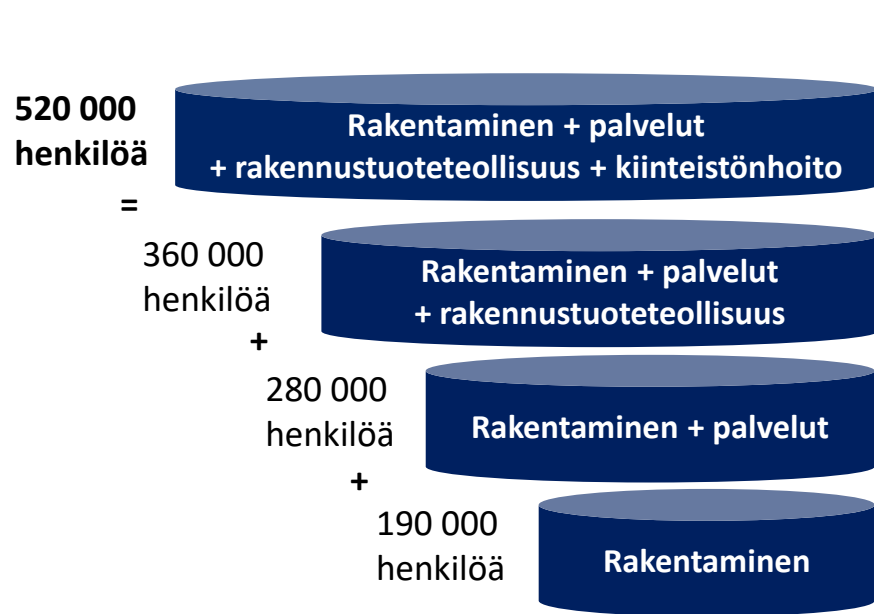 520 000
henkilöä
=
Rakentaminen + palvelut
+ rakennustuoteteollisuus + kiinteistönhoito
360 000
henkilöä
+
Rakentaminen + palvelut
+ rakennustuoteteollisuus
280 000
henkilöä
+
Rakentaminen + palvelut
190 000
henkilöä
Rakentaminen